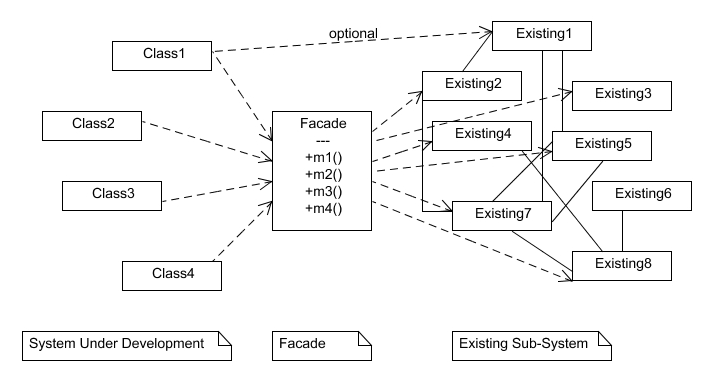 optional
Existing1
Class1
Existing2
Existing3
Class2
Facade
---
+m1()
+m2()
+m3()
+m4()
Existing4
Existing5
Class3
Existing6
Existing7
Class4
Existing8
System Under Development
Facade
Existing Sub-System